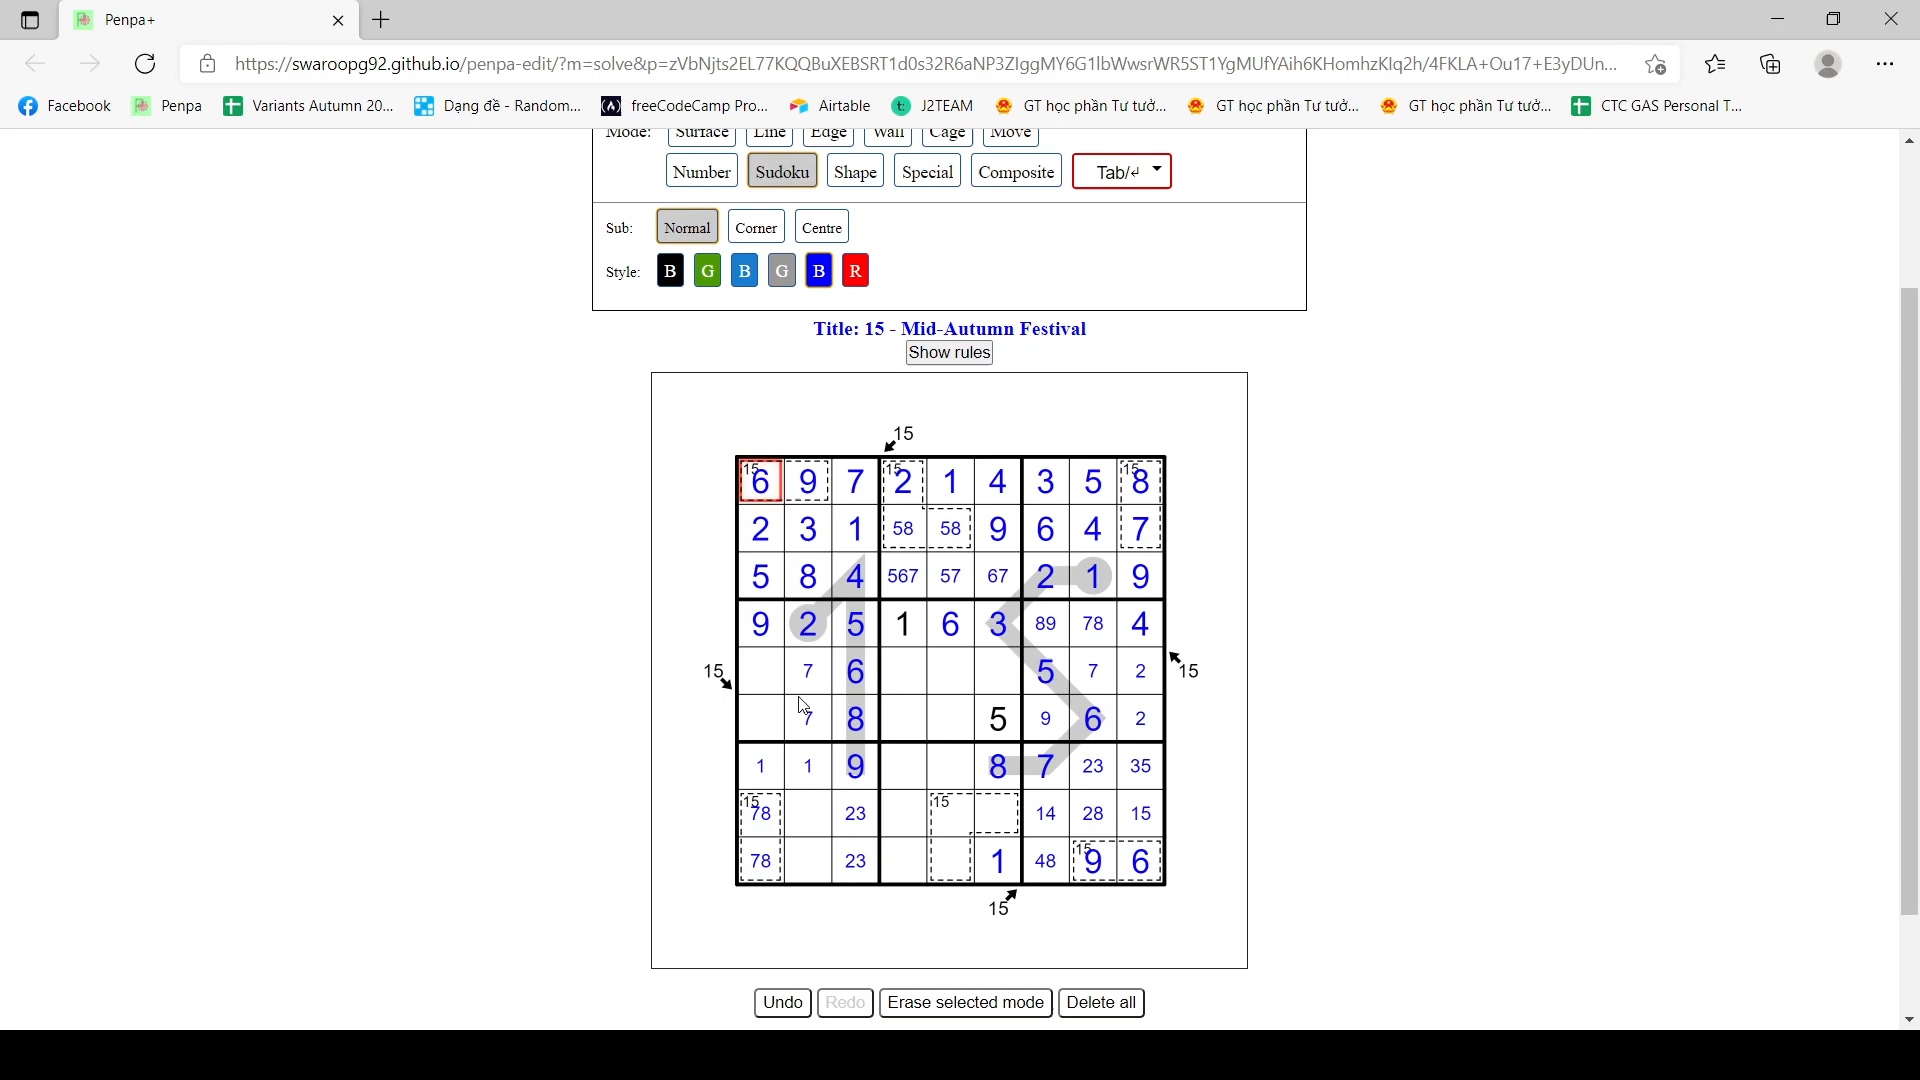 Penpa+
https://swaroopg92.github.io/penpa-edit/?m=solve&p=zVbNjts2EL77KQQBuXEBSRT1d0s32R6aNP3ZIggMY6G1lbWwsrWR5ST1YgMUfYAih6KHomhzKlq2h/4FKLA+Ou17+E3yDUn...
Facebook
Penpa
Variants Autumn 20...
Dạng đề - Random...
freeCodeCamp Pro...
Airtable
J2TEAM
GT học phần Tư tưở...
GT học phần Tư tưở...
GT học phần Tư tưở...
CTC GAS Personal T...
Mode: Surface Line Edge Wall Cage Move
Number Sudoku Shape Special Composite Tab/↲
Sub: Normal Corner Centre
Style: B G B G B R
Title: 15 - Mid-Autumn Festival
Show rules
15
15 6 9 7 15 2 1 4 3 5 15 8
2 3 1 58 58 9 6 4 7
5 8 4 567 57 67 2 1 9
9 2 5 1 6 3 89 78 4
15 7 6 5 7 2 15
7 8 5 9 6 2
1 1 9 8 7 23 35
15 78 23 15 14 28 15
78 23 1 48 15 9 6
15
Undo Redo Erase selected mode Delete all